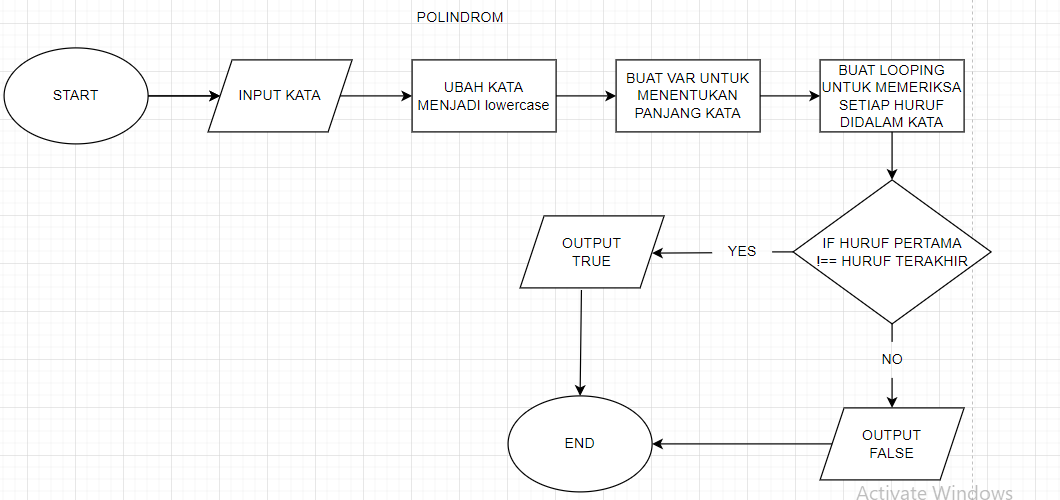 POLINDROM
START
INPUT KATA
UBAH KATA
MENJADI lowercase
BUAT VAR UNTUK
MENENTUKAN
PANJANG KATA
BUAT LOOPING
UNTUK MEMERIKSA
SETIAP HURUF
DIDALAM KATA
IF HURUF PERTAMA
!== HURUF TERAKHIR
YES
OUTPUT
TRUE
NO
OUTPUT
FALSE
END
Activate Windows